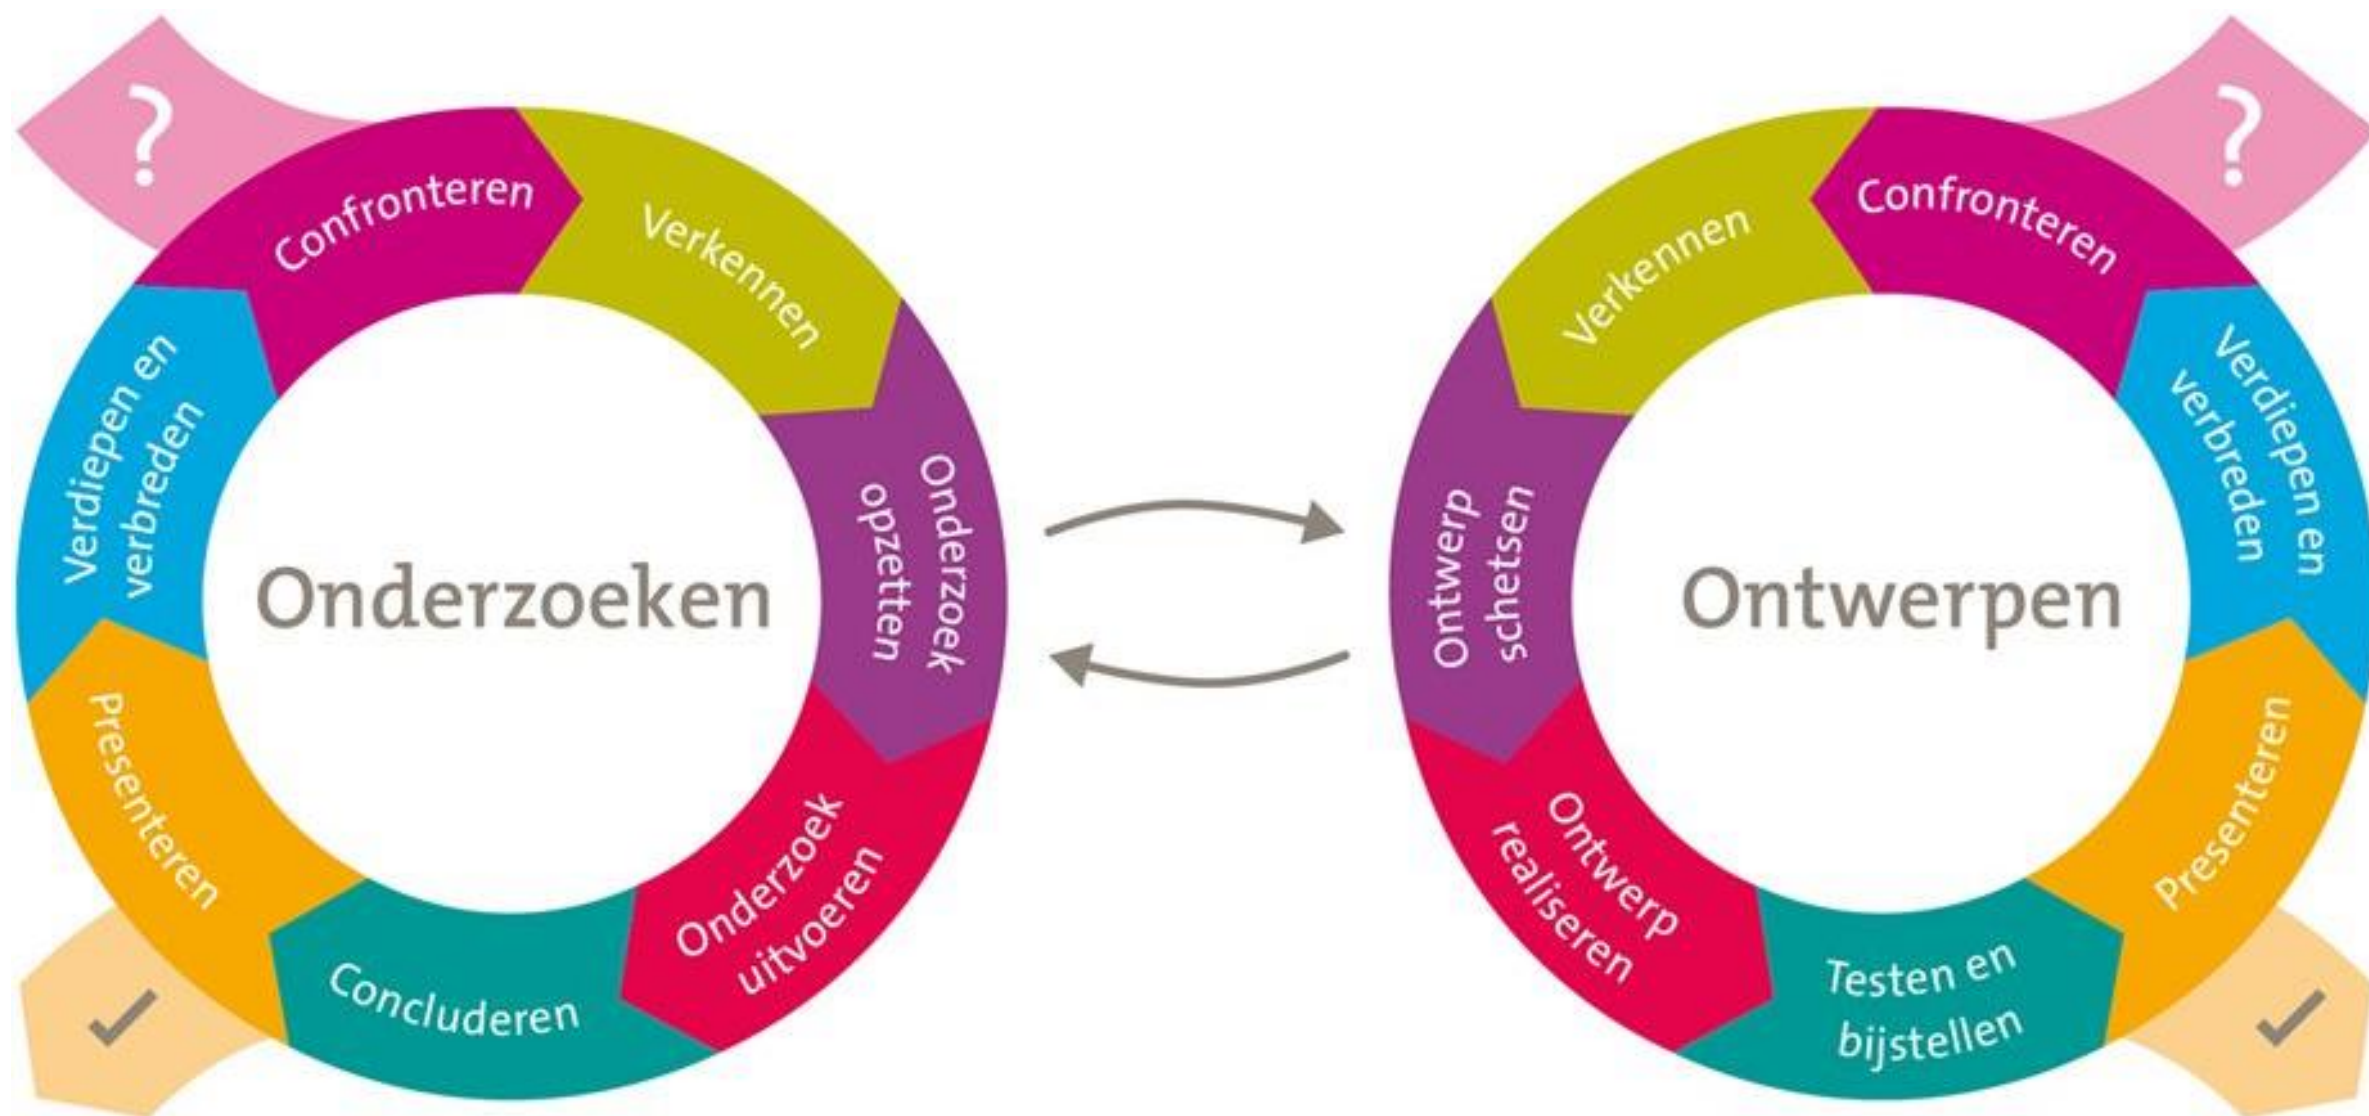 ?
Confronteren
Verkennen
Onderzoek
opzetten
Onderzoek
uitvoeren
Concluderen
Presenteren
Verdiepen en
verbreden
Onderzoeken
?
Confronteren
Verkennen
Ontwerp
schetsen
Ontwerp
realiseren
Testen en
bijstellen
Presenteren
Verdiepen en
verbreden
Ontwerpen